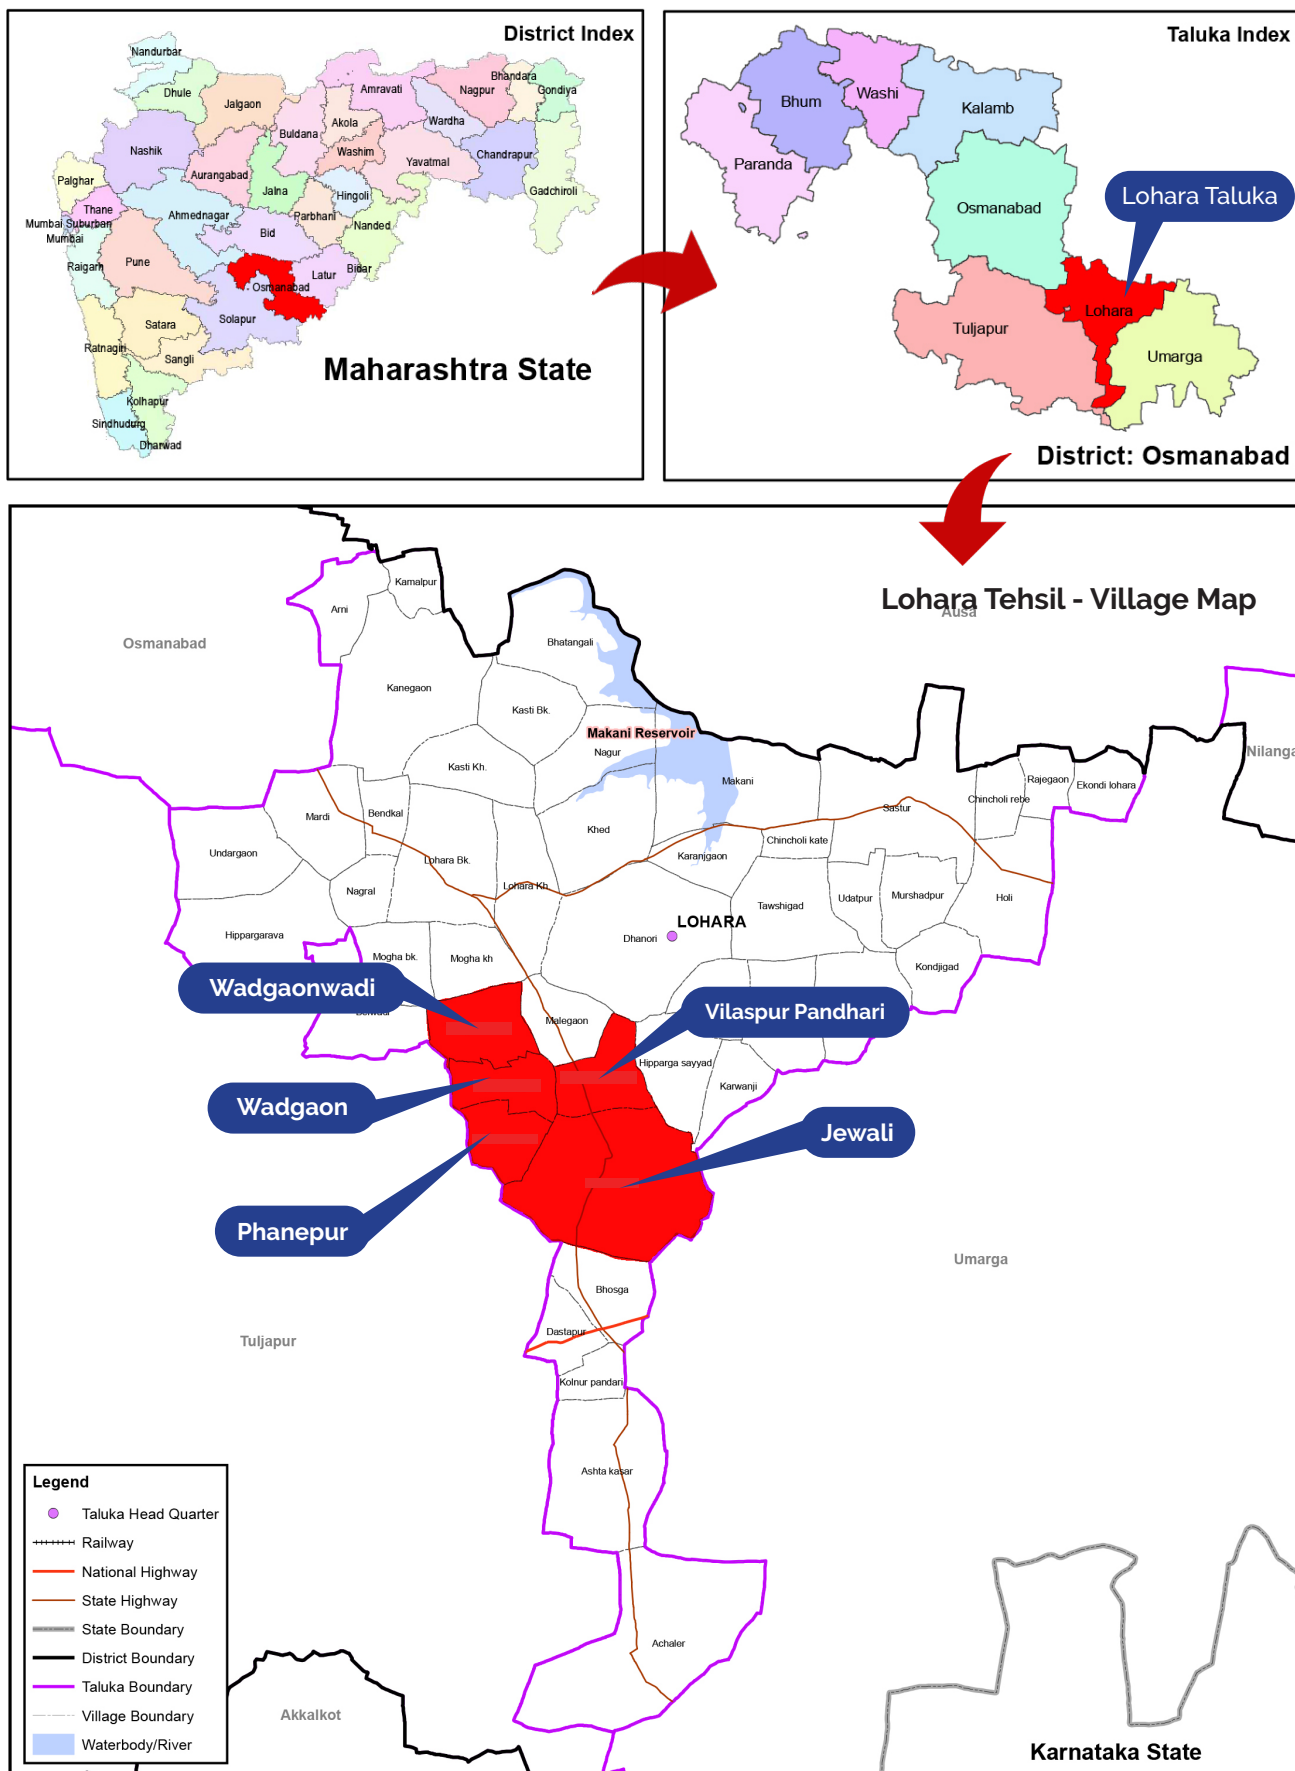 District Index
Nandurbar
Dhule
Jalgaon
Amravati
Nagpur
Bhandara
Gondiya
Buldana
Akola
Wardha
Nashik
Washim
Chandrapur
Aurangabad
Yavatmal
Palghar
Jalna
Hingoli
Gadchiroli
Thane
Ahmednagar
Parbhani
Mumbai Suburban
Nanded
Mumbai
Bid
Raigarh
Pune
Latur
Bidar
Osmanabad
Solapur
Satara
Ratnagiri
Sangli
Maharashtra State
Kolhapur
Sindhudurg
Dharwad
Taluka Index
Bhum
Washi
Kalamb
Paranda
Osmanabad
Lohara Taluka
Lohara
Tuljapur
Umarga
District: Osmanabad
Lohara Tehsil - Village Map
Ausa
Kamalpur
Arni
Osmanabad
Bhatangali
Kanegaon
Kasti Bk.
Makani Reservoir
Nagur
Nilanga
Kasti Kh.
Makani
Rajegaon
Ekondi lohara
Chincholi rebe
Sastur
Mardi
Bendkal
Khed
Chincholi kate
Undargaon
Lohara Bk.
Karanjgaon
Lohara Kh
Nagral
Udatpur
Murshadpur
Holi
Tawshigad
LOHARA
Hippargarava
Dhanori
Mogha bk.
Mogha kh
Kondjigad
Wadgaonwadi
Vilaspur Pandhari
Malegaon
Hipparga sayyad
Karwanji
Wadgaon
Jewali
Phanepur
Umarga
Bhosga
Dastapur
Tuljapur
Kolnur pandari
Ashta kasar
Achaler
Akkalkot
Karnataka State
Legend
Taluka Head Quarter
Railway
National Highway
State Highway
State Boundary
District Boundary
Taluka Boundary
Village Boundary
Waterbody/River